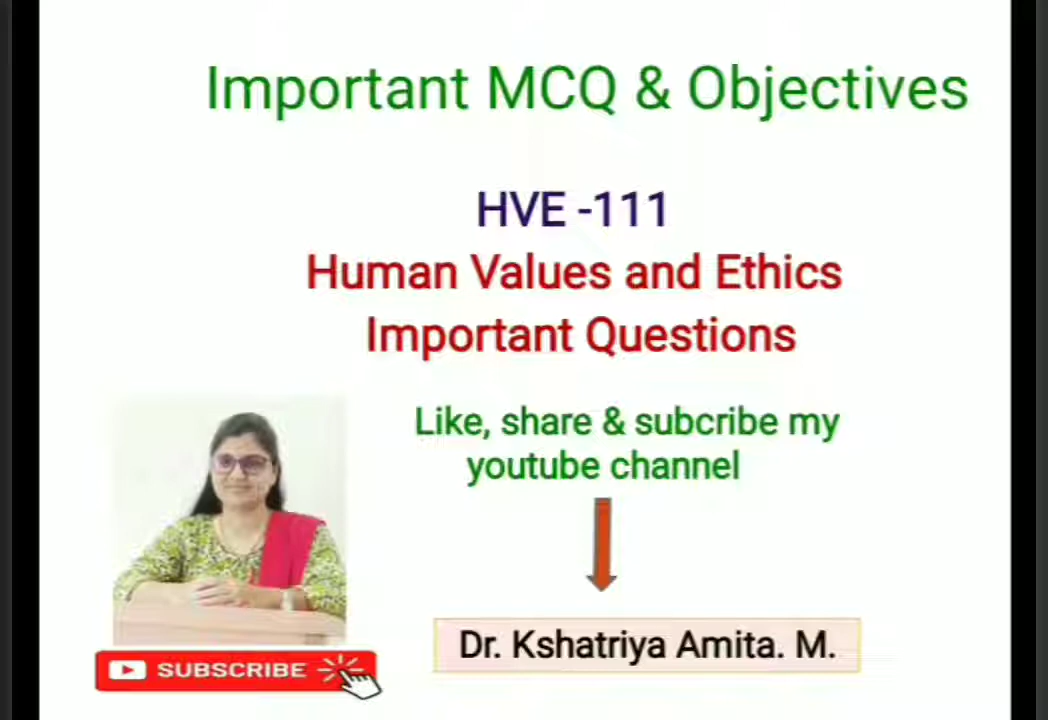 Important MCQ & Objectives
HVE -111
Human Values and Ethics
Important Questions
Like, share & subcribe my
youtube channel
Dr. Kshatriya Amita. M.
SUBSCRIBE